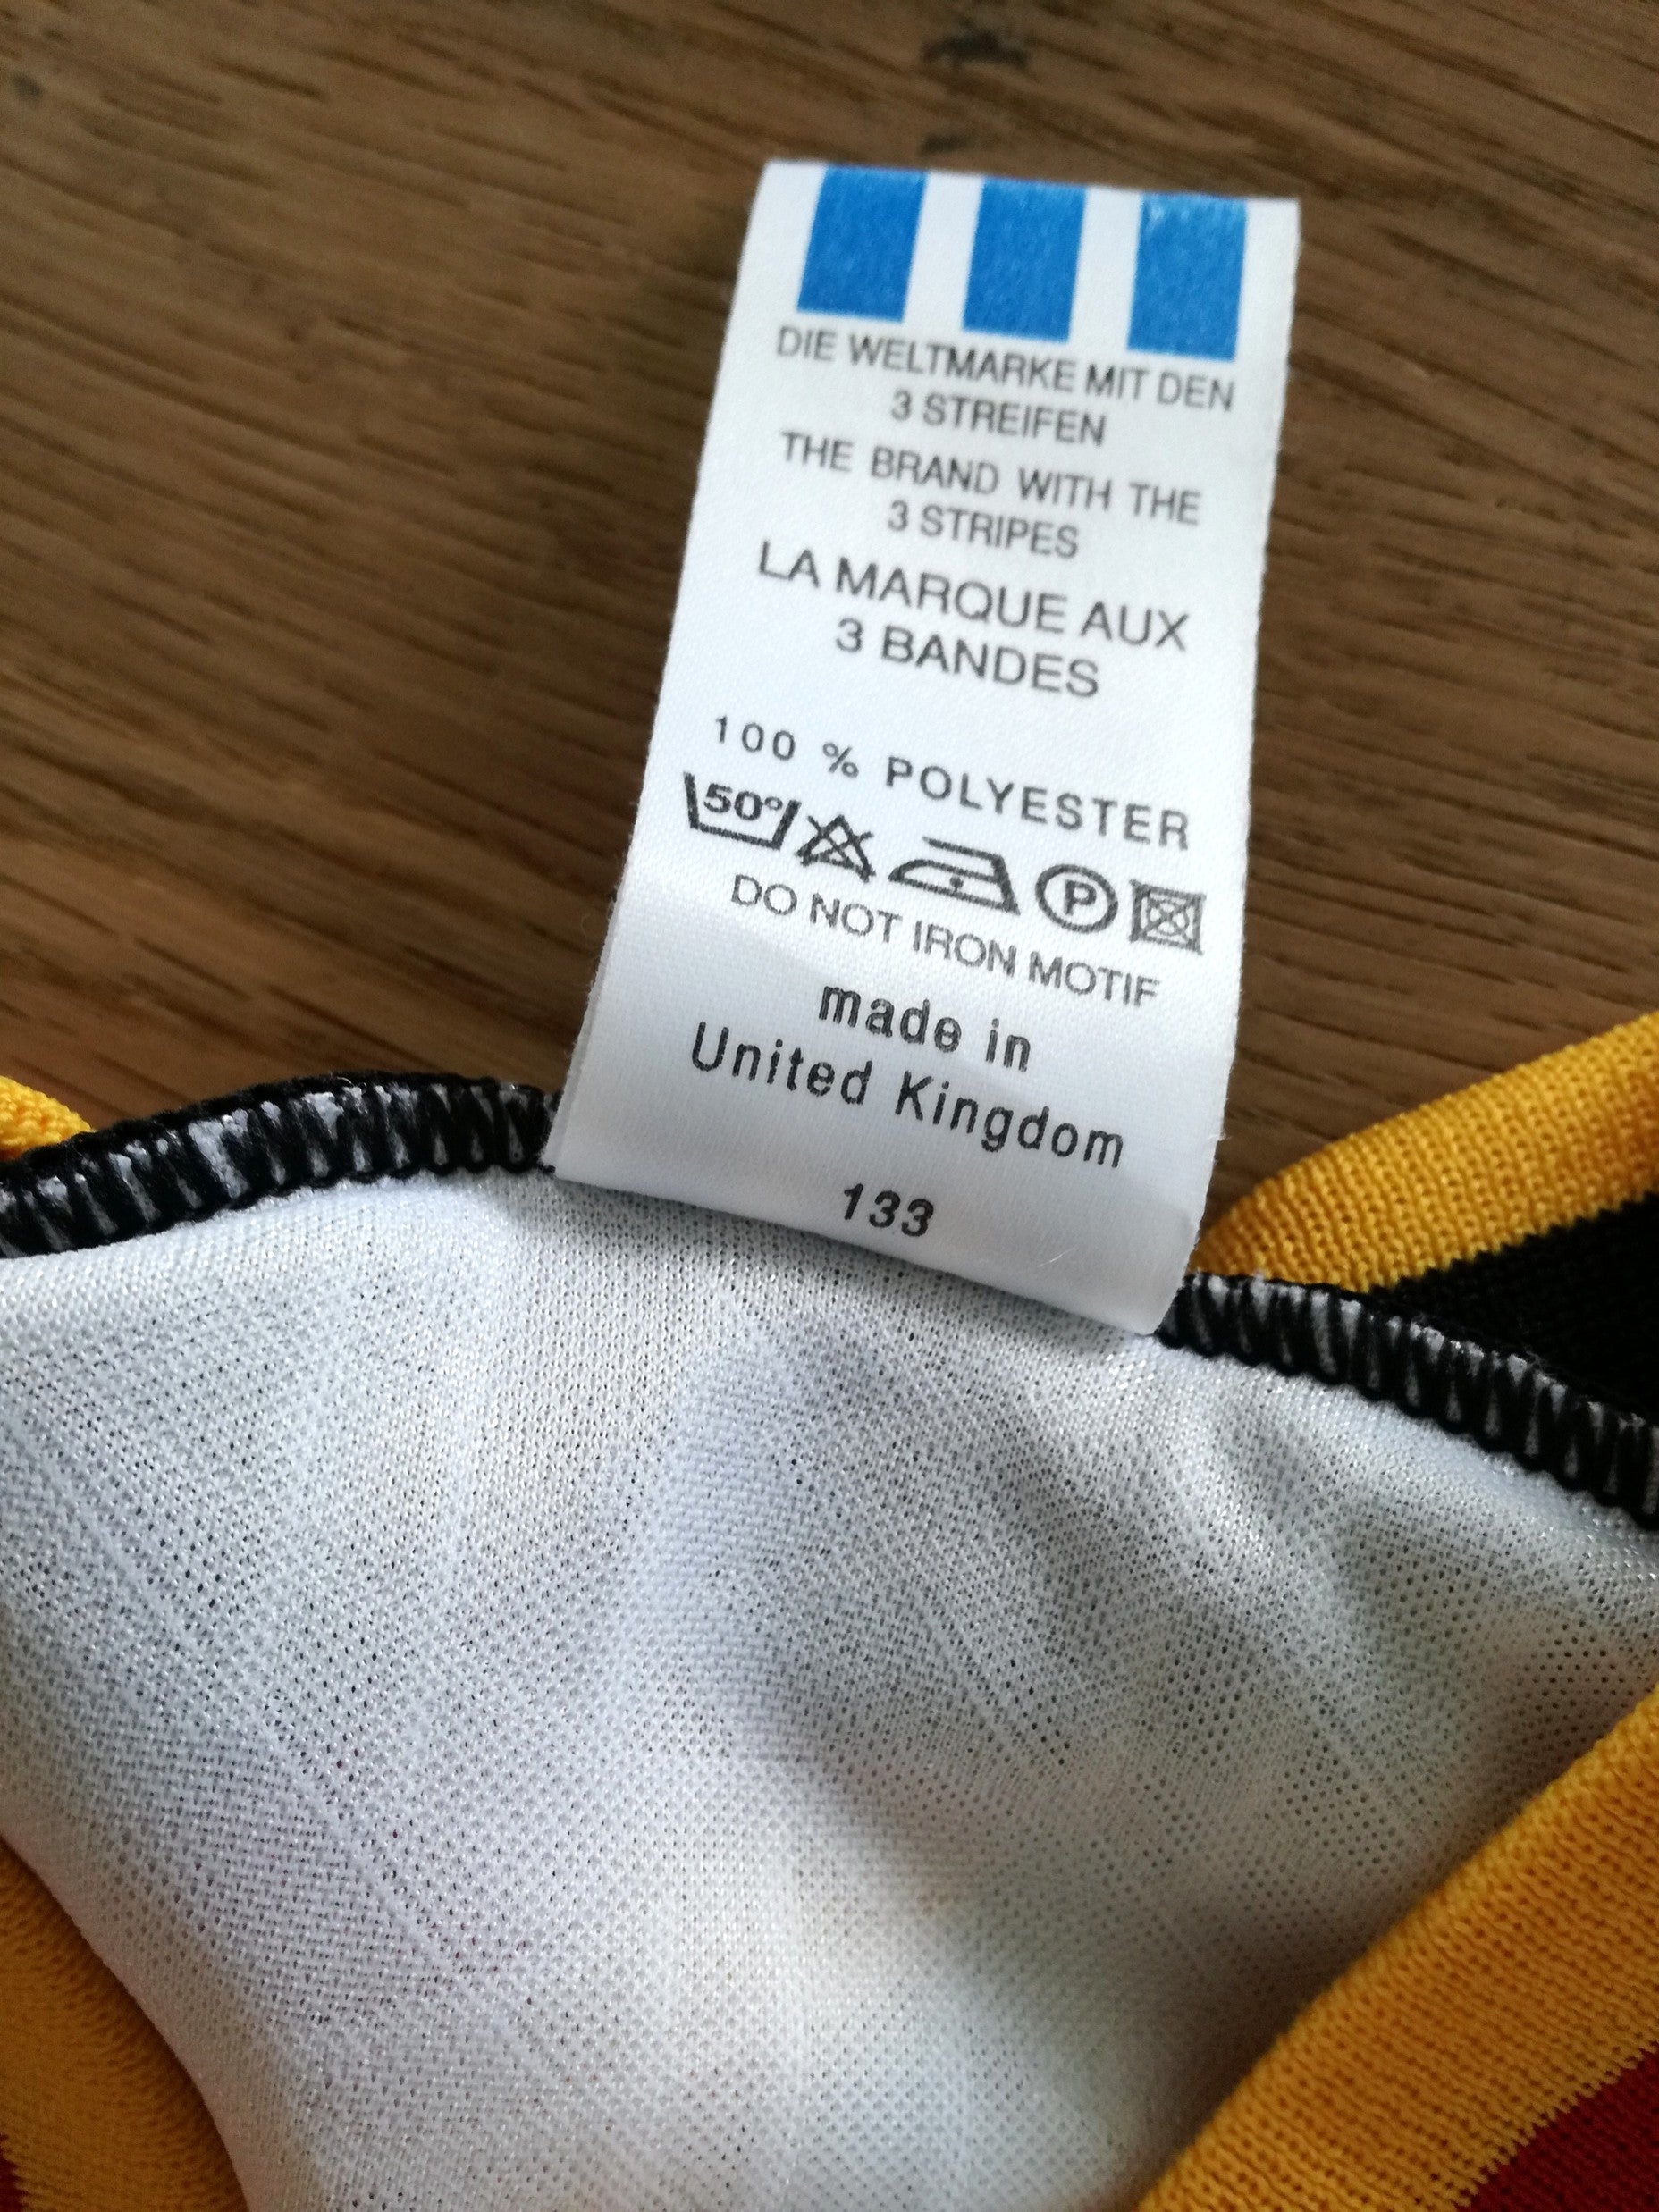 DIE WELTMARKE MIT DEN
3 STREIFEN
THE BRAND WITH THE
3 STRIPES
LA MARQUE AUX
3 BANDES
100 % POLYESTER
50° P
DO NOT IRON MOTIF
made in
United Kingdom
133